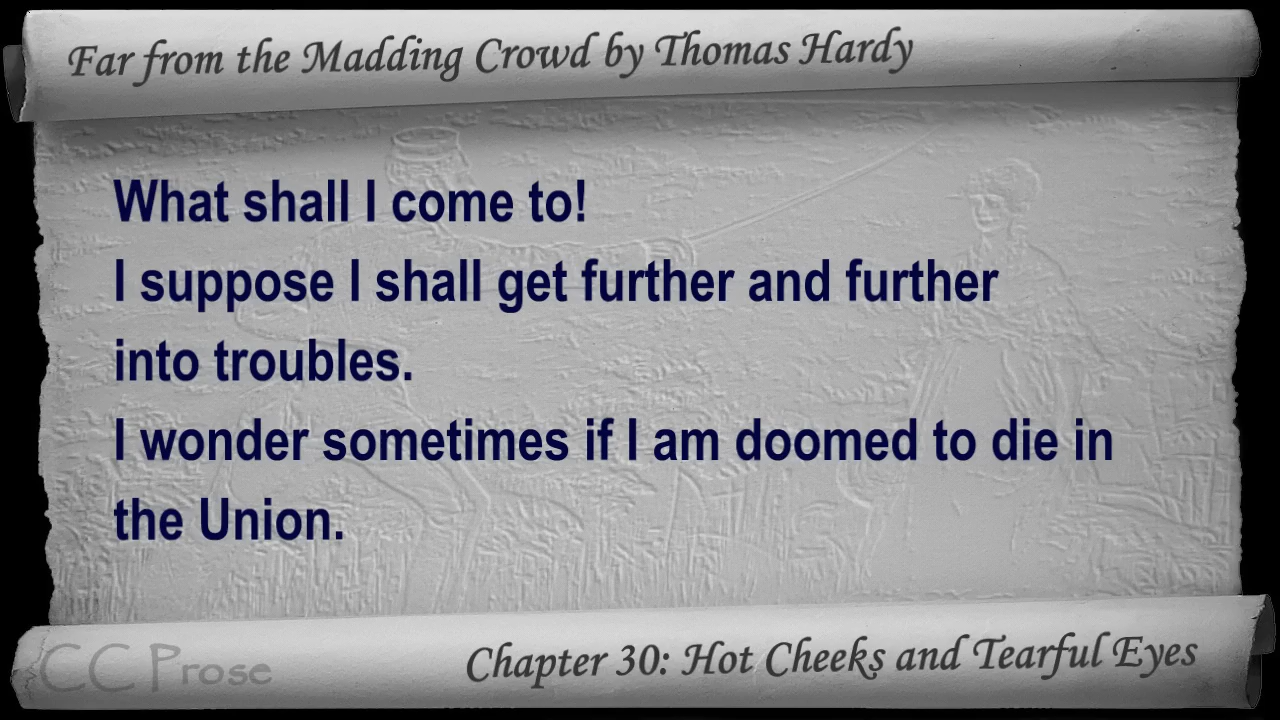 Far from the Madding Crowd by Thomas Hardy
What shall I come to!
I suppose I shall get further and further
into troubles.
I wonder sometimes if I am doomed to die in
the Union.
CC Prose
Chapter 30: Hot Cheeks and Tearful Eyes